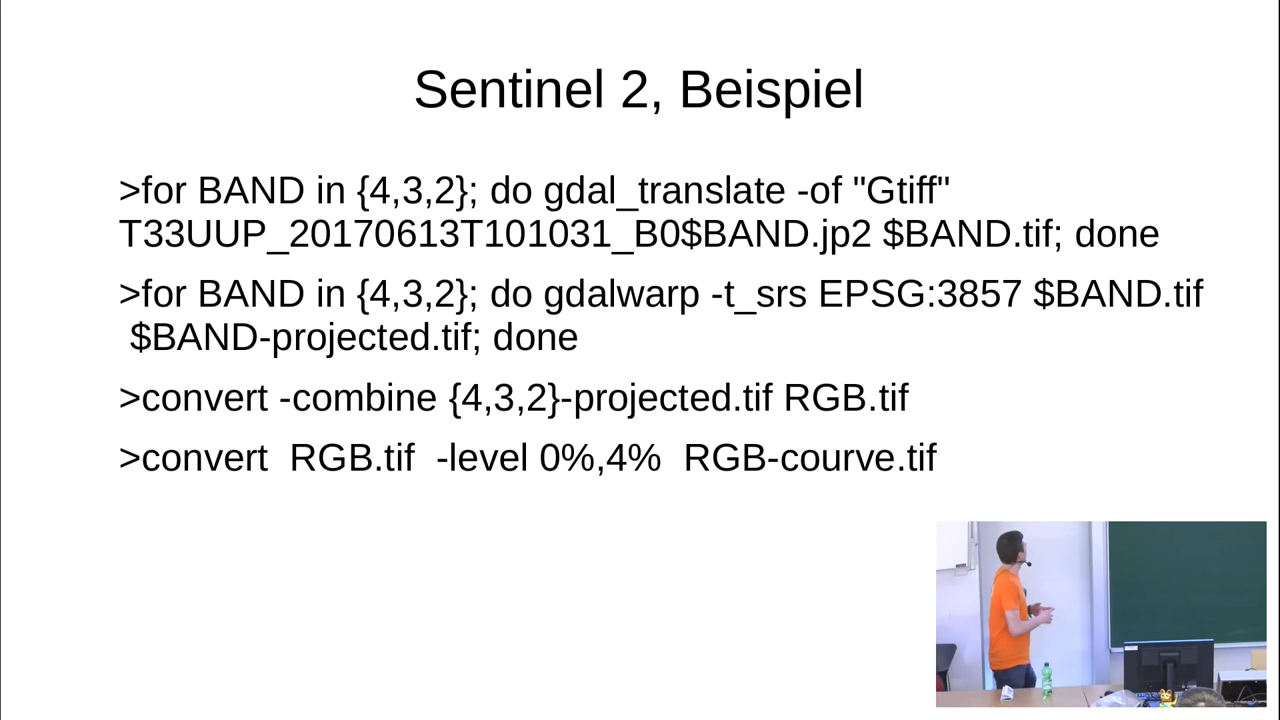 Sentinel 2, Beispiel
>for BAND in {4,3,2}; do gdal_translate -of "Gtiff"
T33UUP_20170613T101031_B0$BAND.jp2 $BAND.tif; done
>for BAND in {4,3,2}; do gdalwarp -t_srs EPSG:3857 $BAND.tif
$BAND-projected.tif; done
>convert -combine {4,3,2}-projected.tif RGB.tif
>convert  RGB.tif  -level 0%,4%  RGB-courve.tif